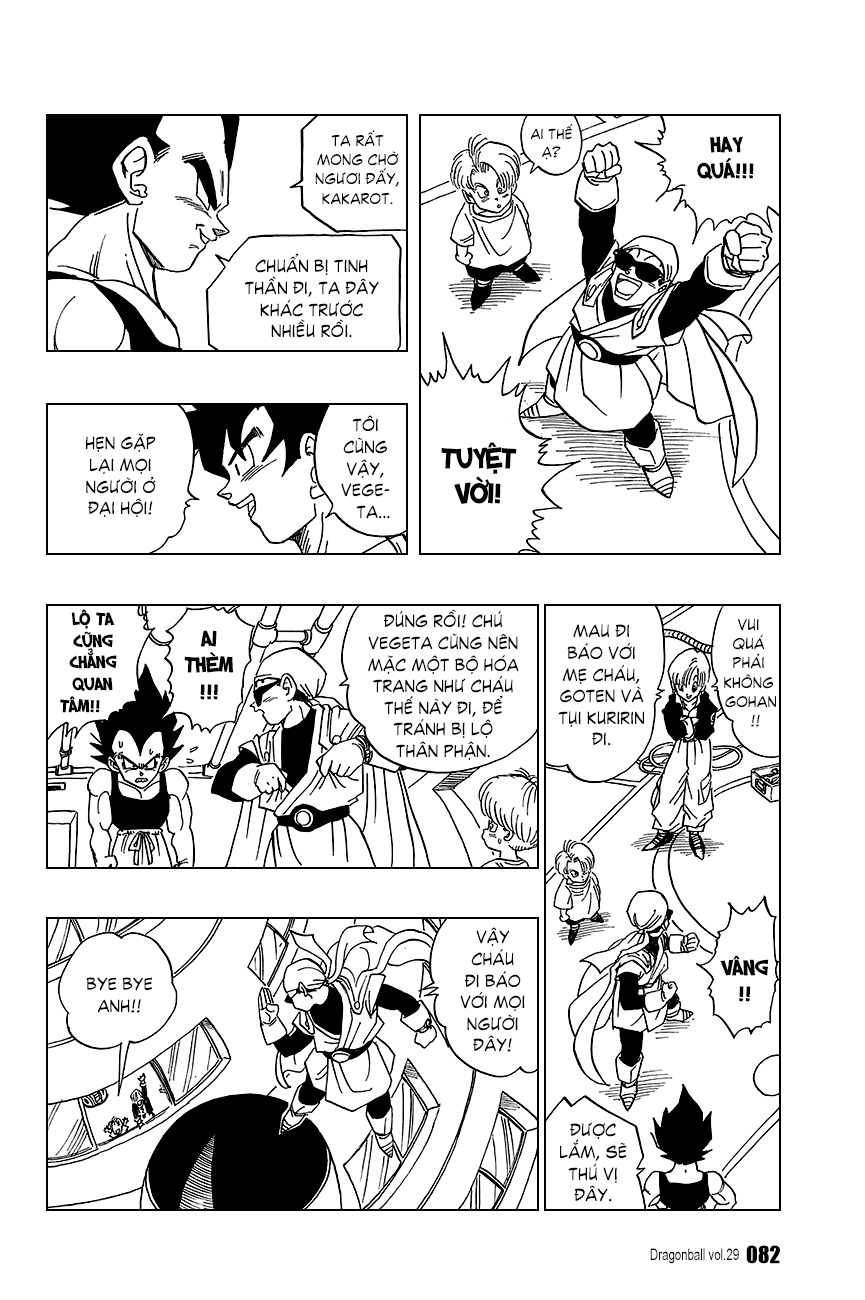 HAY
QUÁ!!!
AI THẾ
Ạ?
TUYỆT
VỜI!
TA RẤT
MONG CHỜ
NGƯƠI ĐẤY,
KAKAROT.
CHUẨN BỊ TINH
THẦN ĐI, TA ĐÂY
KHÁC TRƯỚC
NHIỀU RỒI.
TÔI
CŨNG
VẬY,
VEGE-
TA...
HẸN GẶP
LẠI MỌI
NGƯỜI Ở
ĐẠI HỘI!
VUI
QUÁ
PHẢI
KHÔNG
GOHAN
!!
MAU ĐI
BÁO VỚI
MẸ CHÁU,
GOTEN VÀ
TỤI KURIRIN
ĐI.
VÂNG
!!
ĐƯỢC
LẮM, SẼ
THÚ VỊ
ĐÂY.
ĐÚNG RỒI! CHÚ
VEGETA CŨNG NÊN
MẶC MỘT BỘ HÓA
TRANG NHƯ CHÁU
THẾ NÀY ĐI, ĐỂ
TRÁNH BỊ LỘ
THÂN PHẬN.
AI
THÈM
!!!
LỘ TA
CŨNG
CHẲNG
QUAN
TÂM!!
VẬY
CHÁU
ĐI BÁO
VỚI MỌI
NGƯỜI
ĐÂY!
BYE BYE
ANH!!
Dragonball vol.29 082